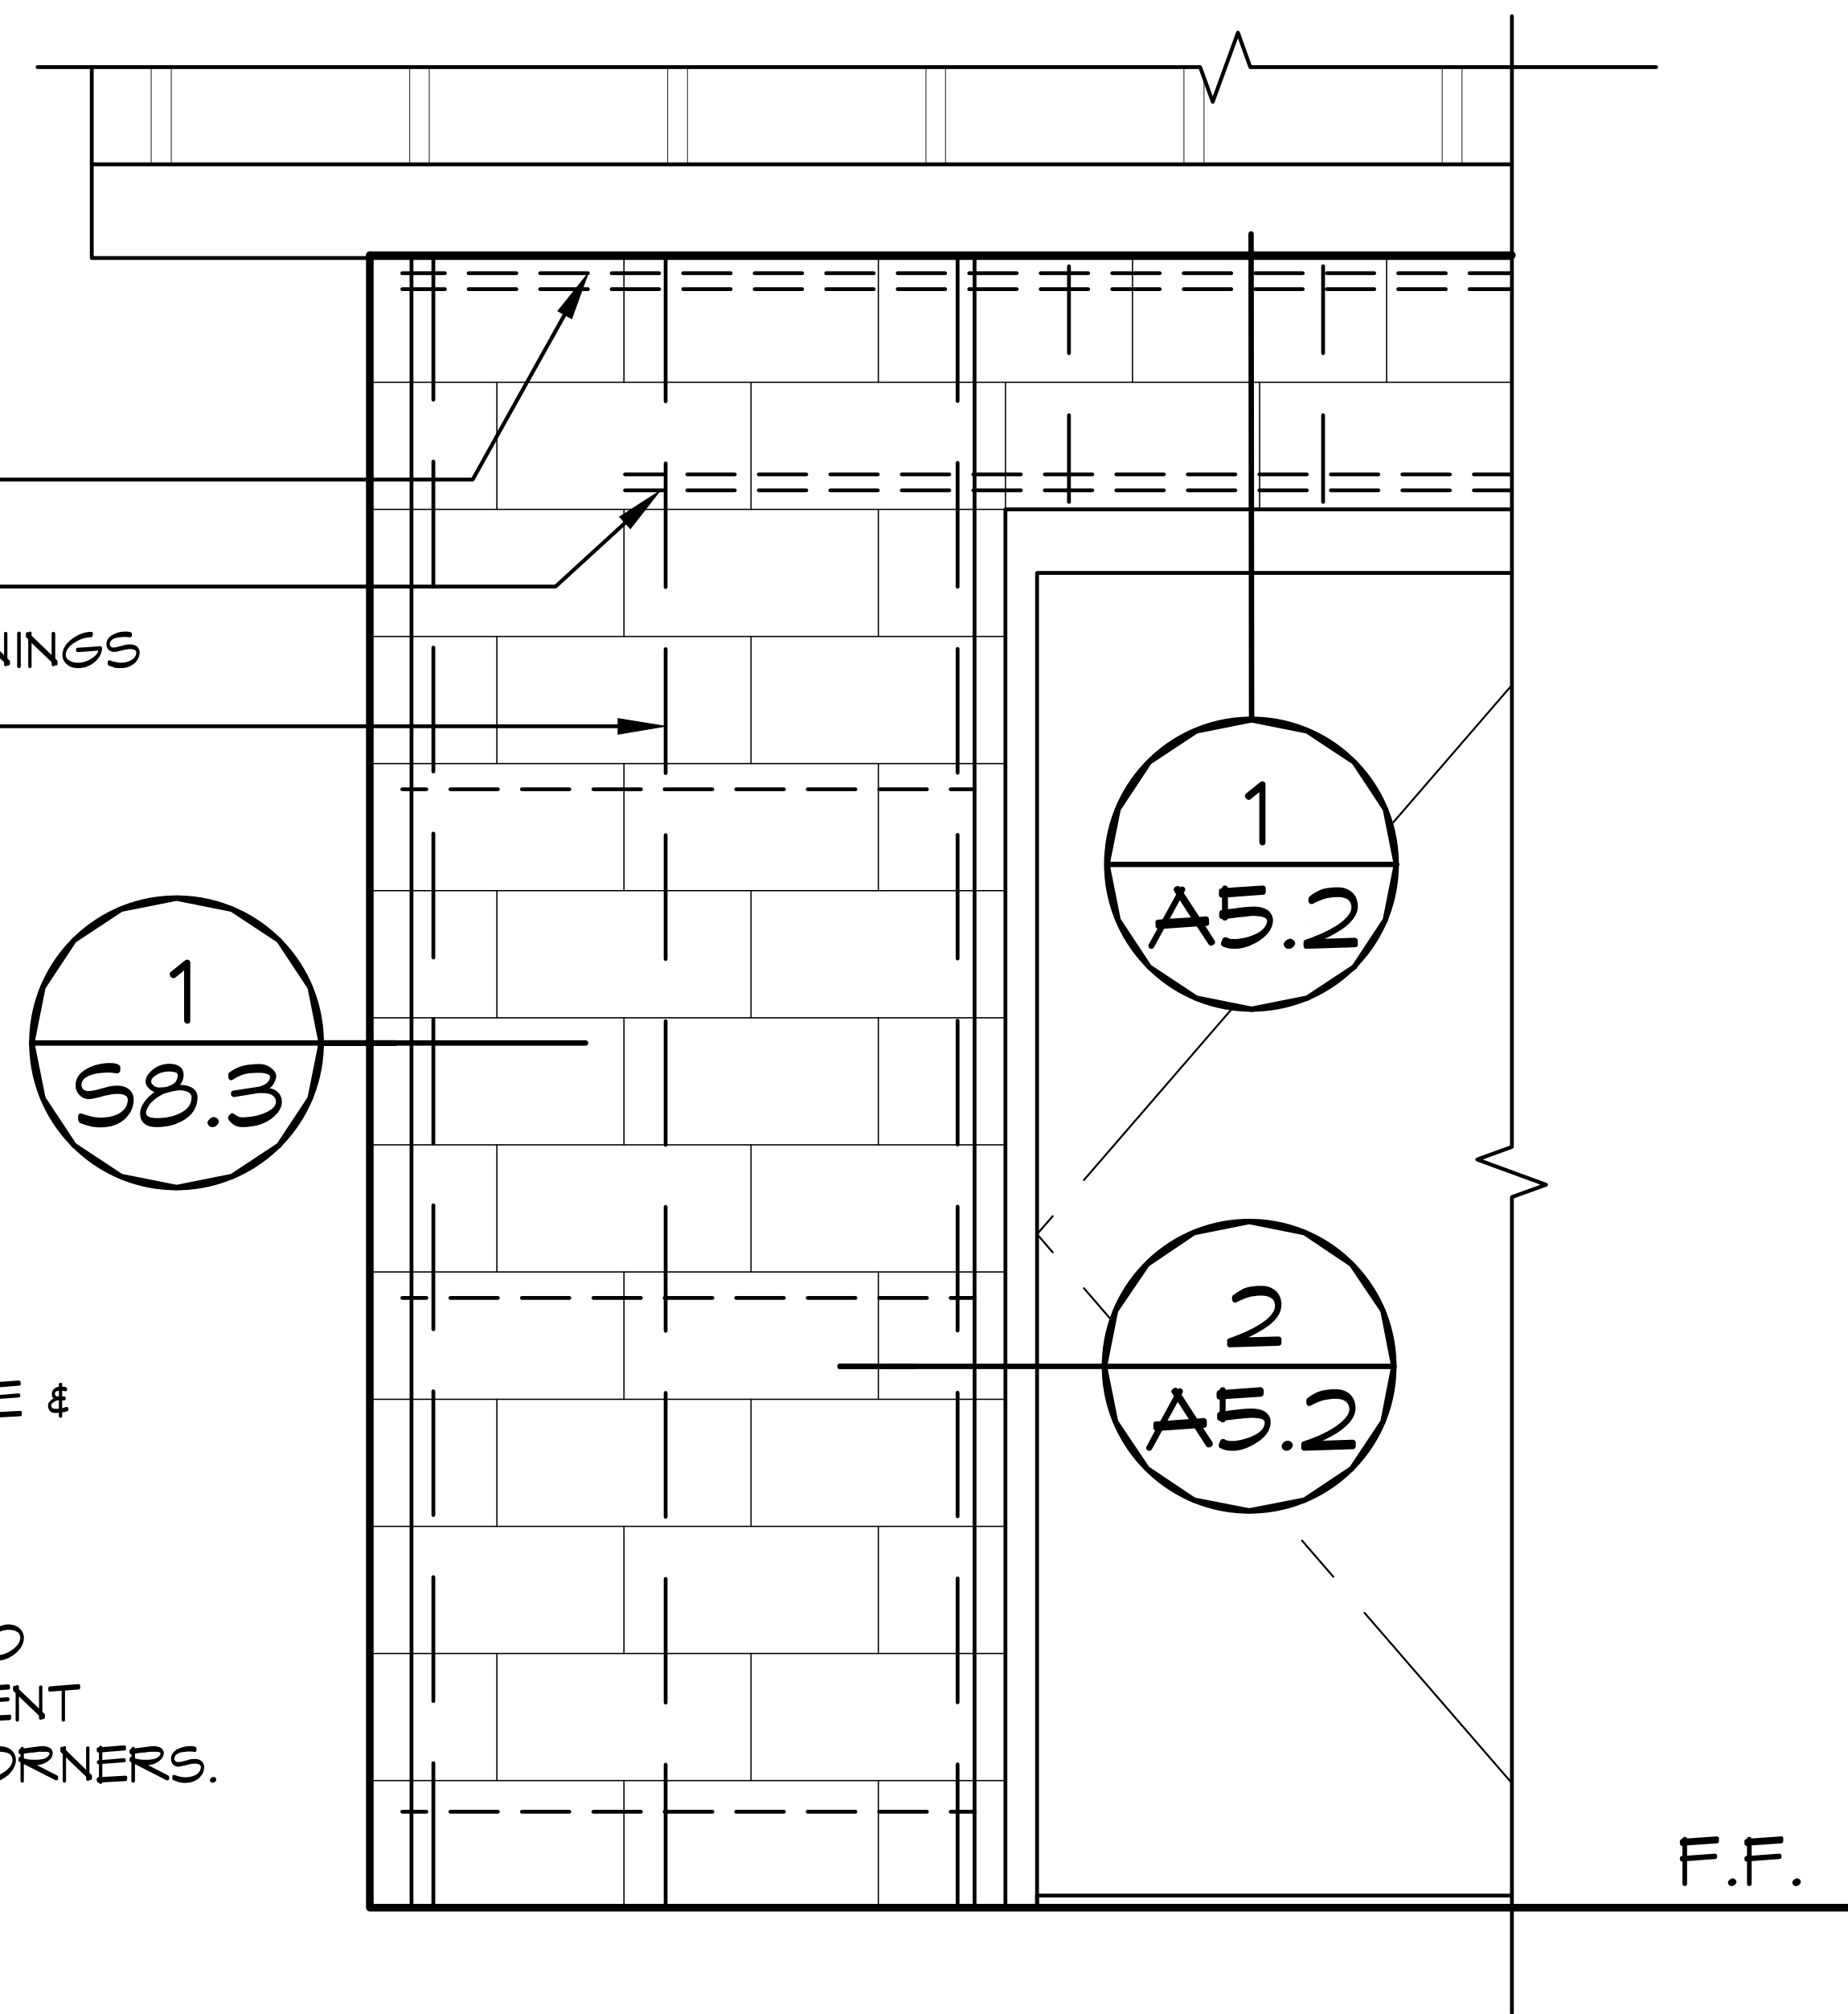 NINGS
1
A5.2
1
S8.3
2
A5.2
E &
ENT
ORNERS.
F.F.